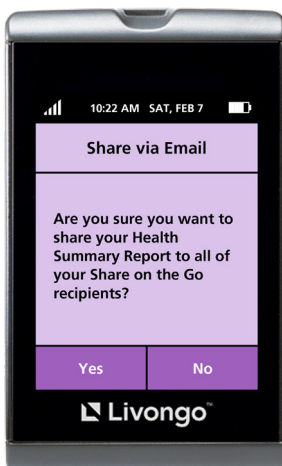 10:22 AM SAT, FEB 7
Share via Email
Are you sure you want to
share your Health
Summary Report to all of
your Share on the Go
recipients?
Yes No
Livongo™